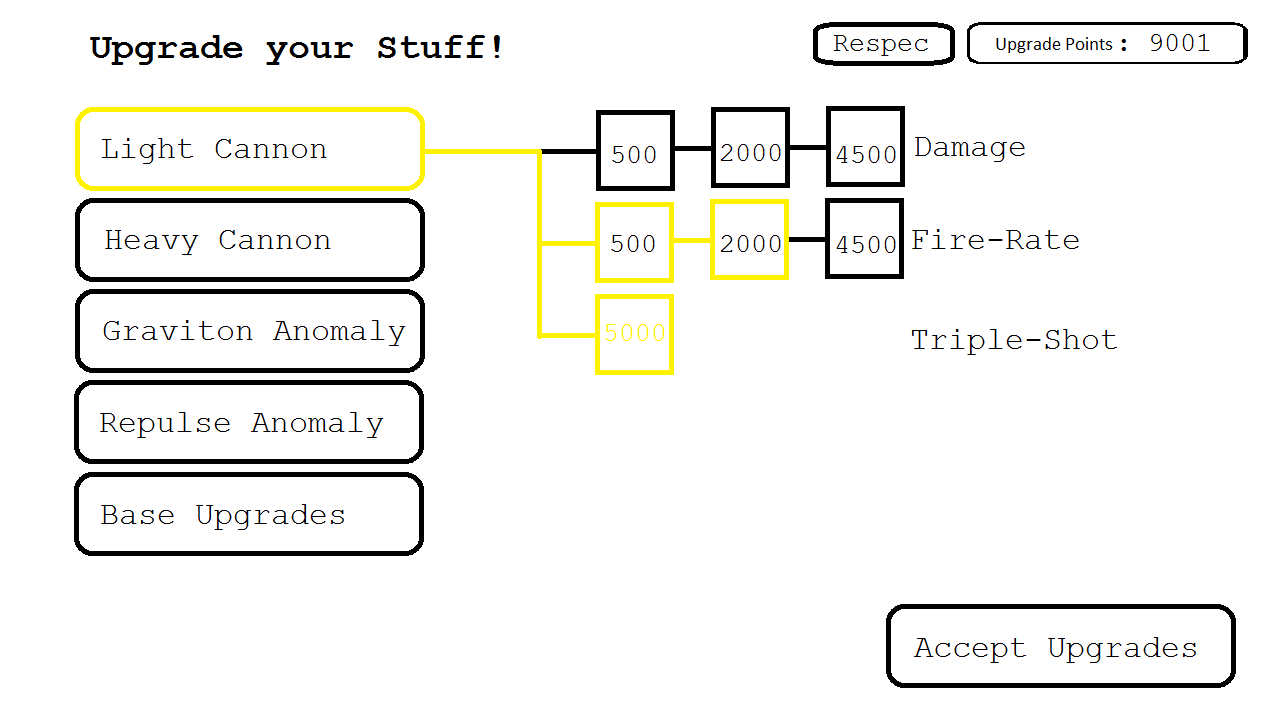 Upgrade your Stuff!
Respec
Upgrade Points : 9001
Light Cannon
500
2000
4500
Damage
Heavy Cannon
500
2000
4500
Fire-Rate
Graviton Anomaly
5000
Triple-Shot
Repulse Anomaly
Base Upgrades
Accept Upgrades